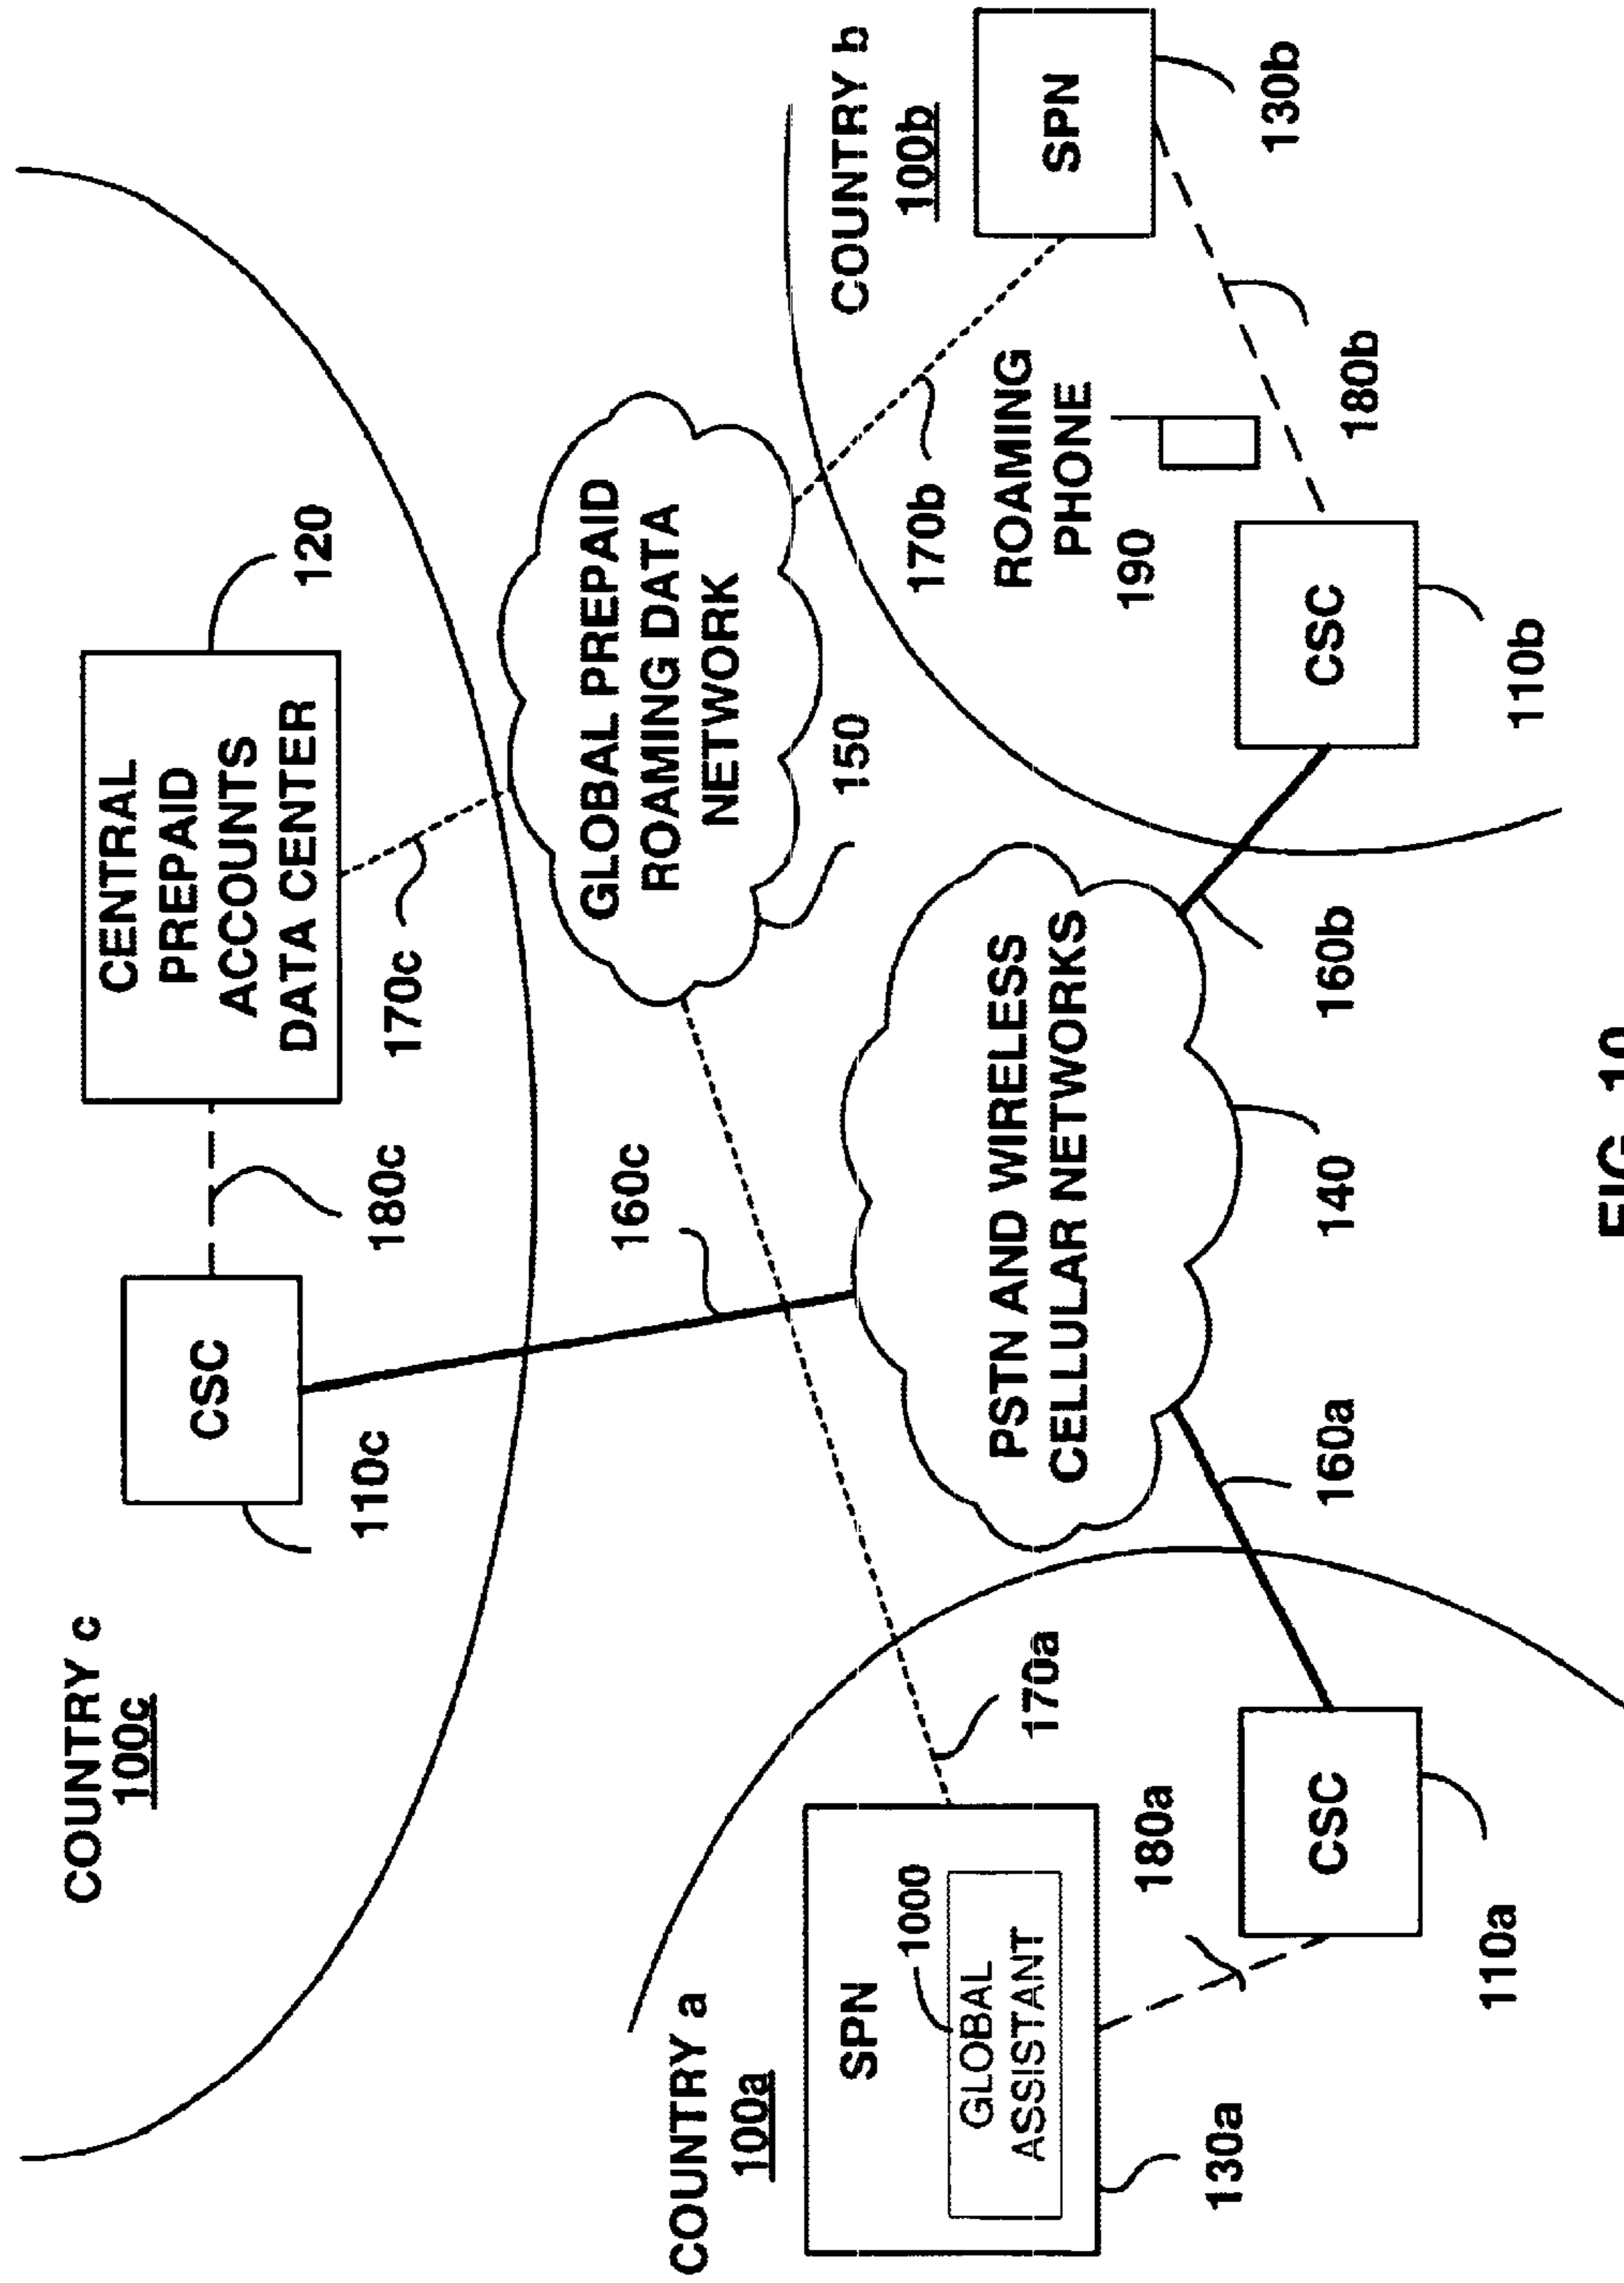 COUNTRY c
100c
CSC
110c
180c
CENTRAL
PREPAID
ACCOUNTS
DATA CENTER
120
170c
160c
GLOBAL PREPAID
ROAMING DATA
NETWORK
150
COUNTRY a
100a
SPN
1000
GLOBAL
ASSISTANT
130a
170a
180a
CSC
110a
160a
PSTN AND WIRELESS
CELLULAR NETWORKS
140
160b
COUNTRY b
100b
SPN
130b
170b
ROAMING
PHONE
190
180b
CSC
110b
FIG. 10